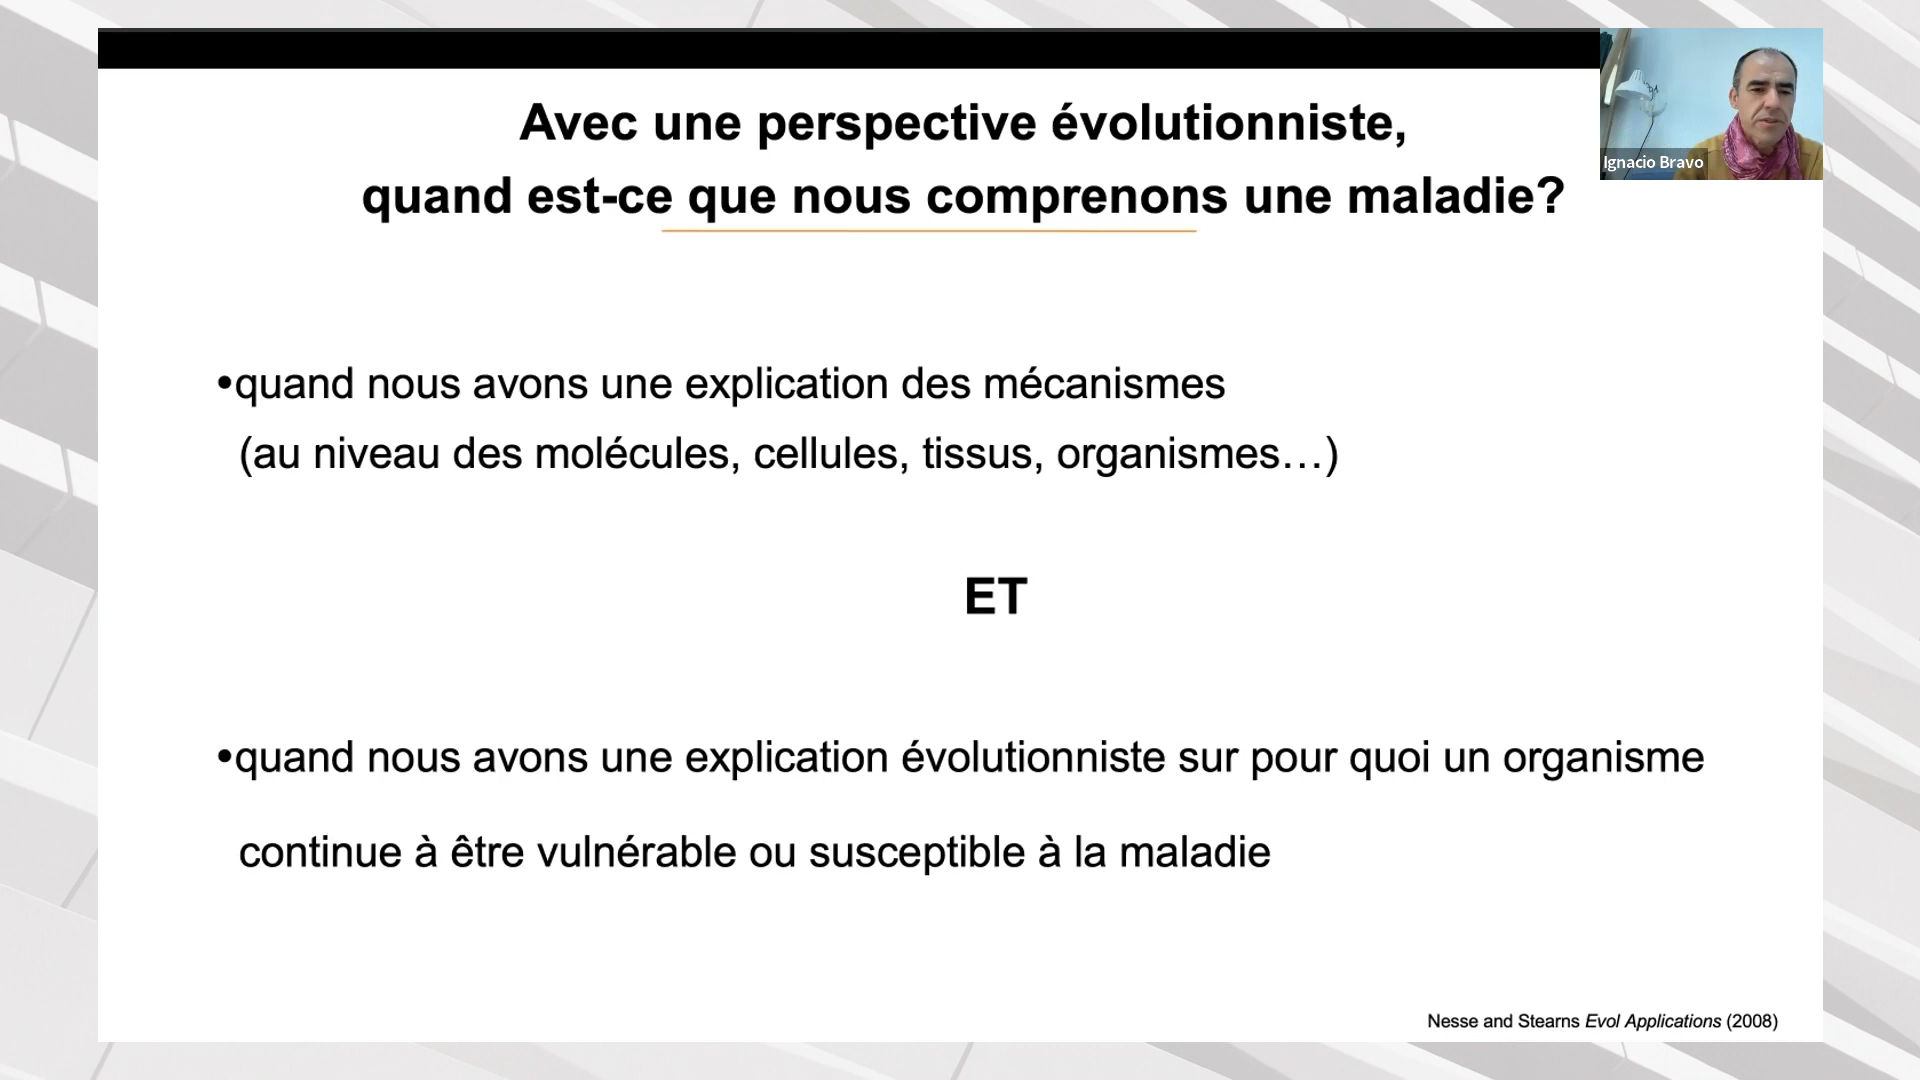 Avec une perspective évolutionniste,
quand est-ce que nous comprenons une maladie?
Ignacio Bravo
•quand nous avons une explication des mécanismes
(au niveau des molécules, cellules, tissus, organismes…)
ET
•quand nous avons une explication évolutionniste sur pour quoi un organisme
continue à être vulnérable ou susceptible à la maladie
Nesse and Stearns Evol Applications (2008)